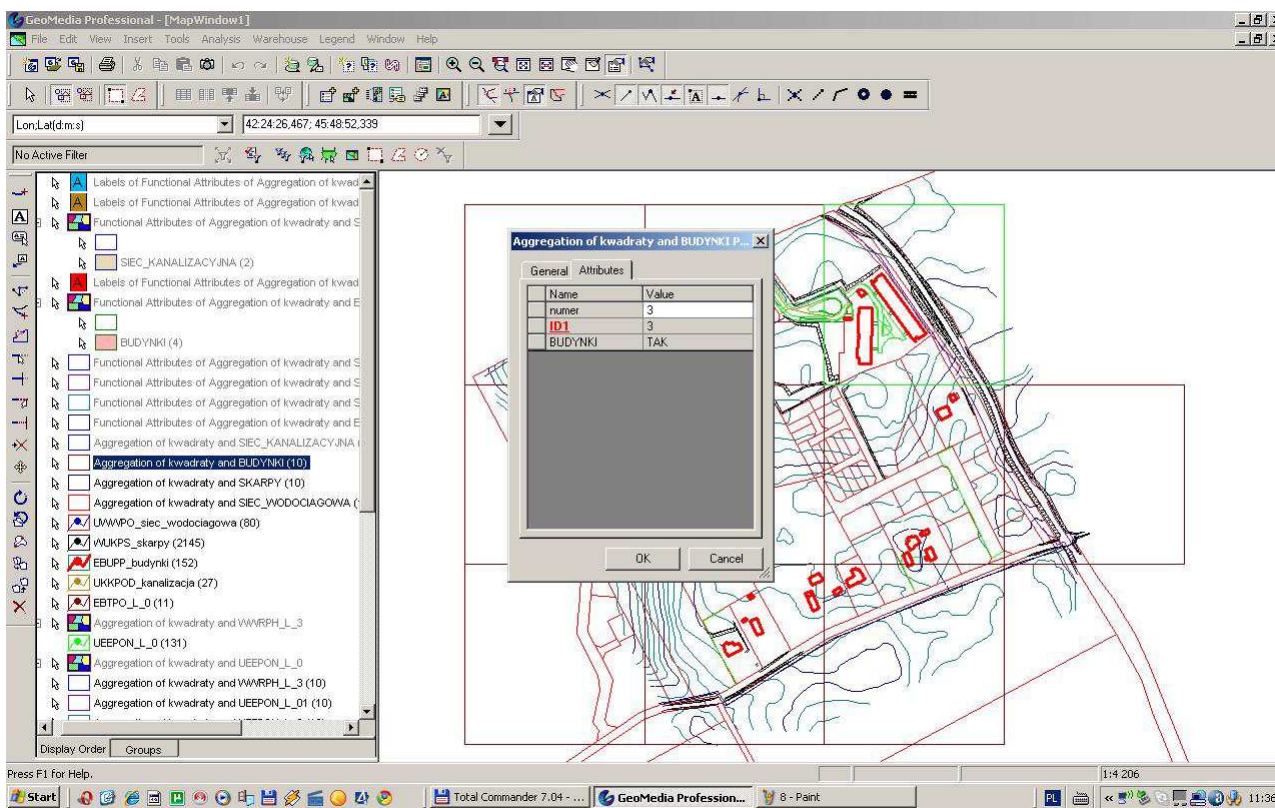 GeoMedia Professional - [MapWindow1]
File Edit View Insert Tools Analysis Warehouse Legend Window Help
Lon;Lat(d:m:s) 42:24:26,467; 45:48:52,339
No Active Filter
Labels of Functional Attributes of Aggregation of kwad
Labels of Functional Attributes of Aggregation of kwad
Functional Attributes of Aggregation of kwadraty and S
SIEC_KANALIZACYJNA (2)
Labels of Functional Attributes of Aggregation of kwad
Functional Attributes of Aggregation of kwadraty and E
BUDYNKI (4)
Functional Attributes of Aggregation of kwadraty and S
Functional Attributes of Aggregation of kwadraty and S
Functional Attributes of Aggregation of kwadraty and S
Functional Attributes of Aggregation of kwadraty and E
Aggregation of kwadraty and SIEC_KANALIZACYJNA (
Aggregation of kwadraty and BUDYNKI (10)
Aggregation of kwadraty and SKARPY (10)
Aggregation of kwadraty and SIEC_WODOCIAGOWA (
UWWPO_siec_wodociagowa (80)
WUKPS_skarpy (2145)
EBUPP_budynki (152)
UKKPOD_kanalizacja (27)
EBTPO_L_0 (11)
Aggregation of kwadraty and VWVRPH_L_3
UEEPON_L_0 (131)
Aggregation of kwadraty and UEEPON_L_0
Aggregation of kwadraty and VWVRPH_L_3 (10)
Aggregation of kwadraty and UEEPON_L_01 (10)
Display Order Groups
Aggregation of kwadraty and BUDYNKI P...
General Attributes
Name Value
numer 3
ID1 3
BUDYNKI TAK
OK Cancel
Press F1 for Help.
1:4 206
Start
Total Commander 7.04 - ...
GeoMedia Profession...
8 - Paint
PL
11:36